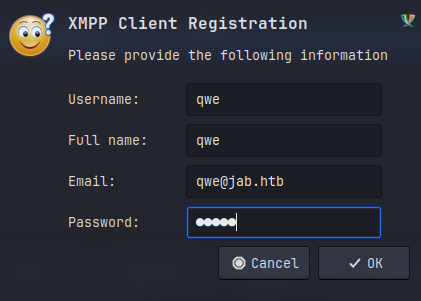 XMPP Client Registration
Please provide the following information
Username: qwe
Full name: qwe
Email: qwe@jab.htb
Password: ●●●●●
Cancel OK